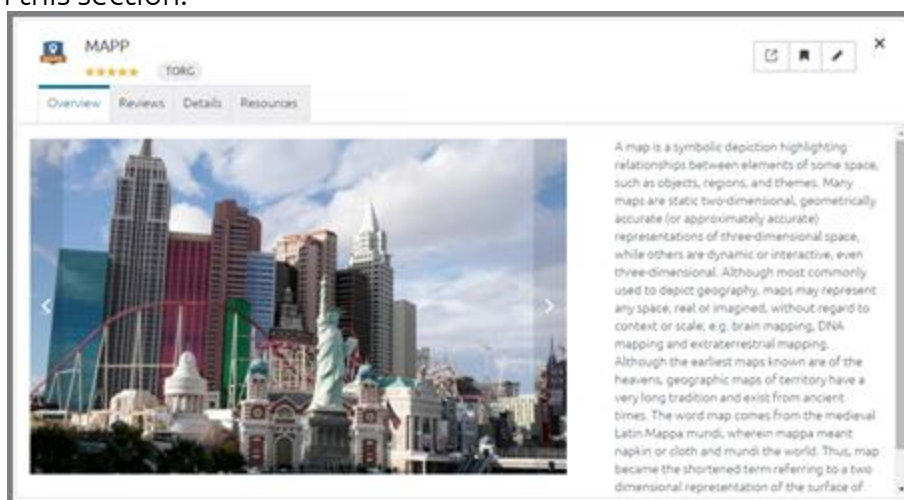 this section.
MAPP
TORG
Overview Reviews Details Resources
A map is a symbolic depiction highlighting
relationships between elements of some space,
such as objects, regions, and themes. Many
maps are static two-dimensional, geometrically
accurate (or approximately accurate)
representations of three-dimensional space,
while others are dynamic or interactive, even
three-dimensional. Although most commonly
used to depict geography, maps may represent
any space, real or imagined, without regard to
context or scale; e.g. brain mapping, DNA
mapping and extraterrestrial mapping.
Although the earliest maps known are of the
heavens, geographic maps of territory have a
very long tradition and exist from ancient
times. The word map comes from the medieval
Latin Mappa mundi, wherein mappa meant
napkin or cloth and mundi the world. Thus, map
became the shortened term referring to a two
dimensional representation of the surface of